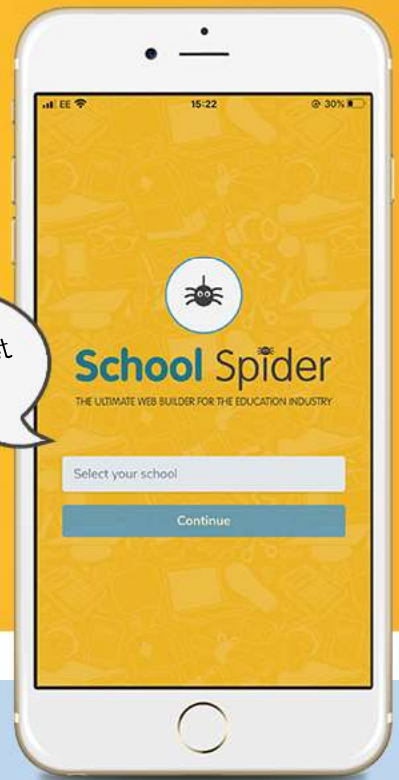 EE 15:22 30%
School Spider
THE ULTIMATE WEB BUILDER FOR THE EDUCATION INDUSTRY
Select your school
Continue